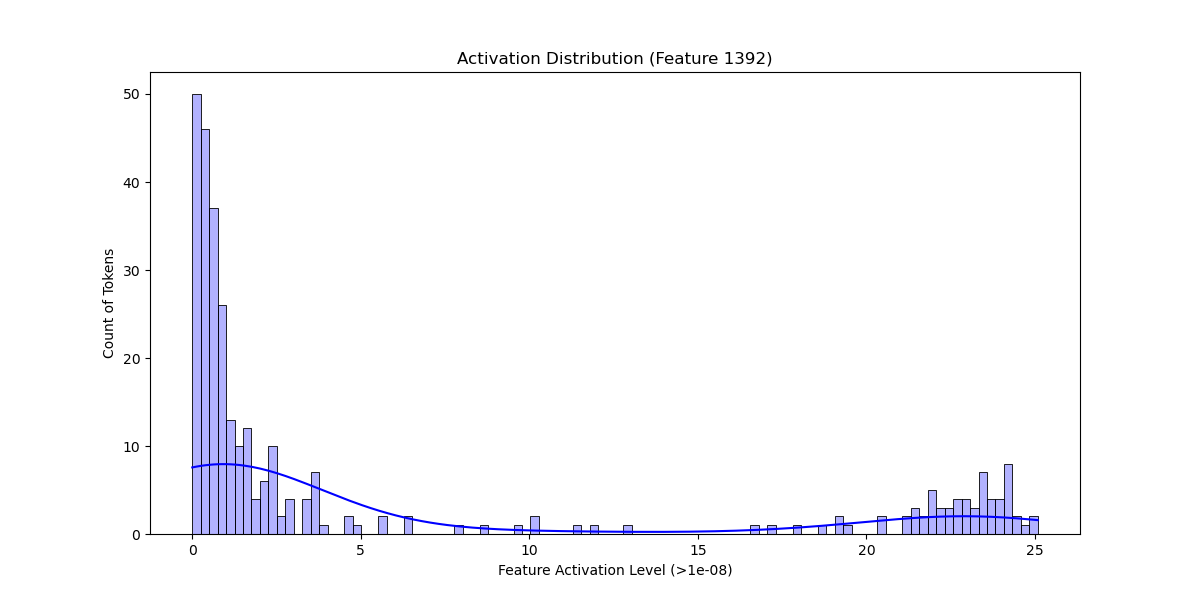 Activation Distribution (Feature 1392)
Count of Tokens
50
40
30
20
10
0
0 5 10 15 20 25
Feature Activation Level (>1e-08)